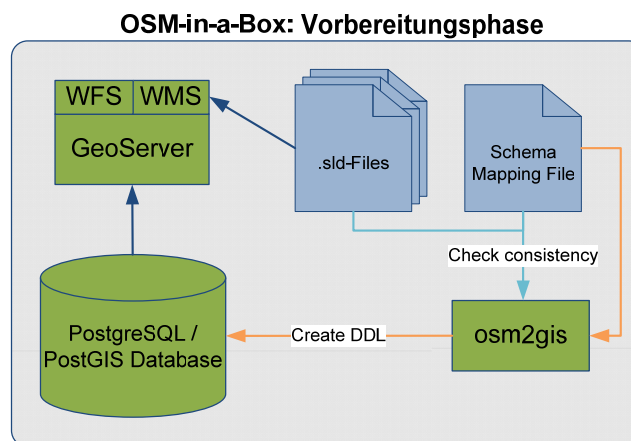 OSM-in-a-Box: Vorbereitungsphase
WFS WMS
GeoServer
.sld-Files
Schema
Mapping File
Check consistency
PostgreSQL /
PostGIS Database
Create DDL
osm2gis